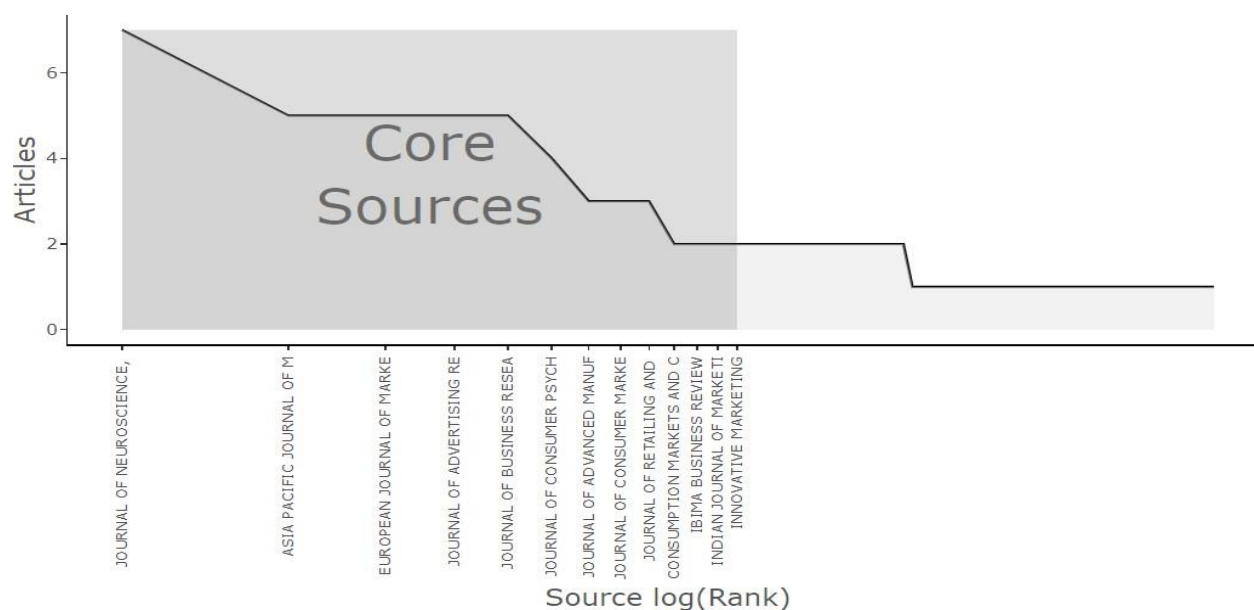 6
4
2
0
Articles
Core
Sources
JOURNAL OF NEUROSCIENCE,
ASIA PACIFIC JOURNAL OF M
EUROPEAN JOURNAL OF MARKE
JOURNAL OF ADVERTISING RE
JOURNAL OF BUSINESS RESEA
JOURNAL OF CONSUMER PSYCH
JOURNAL OF ADVANCED MANUF
JOURNAL OF CONSUMER MARKE
JOURNAL OF RETAILING AND
CONSUMPTION MARKETS AND C
IBIMA BUSINESS REVIEW
INDIAN JOURNAL OF MARKETI
INNOVATIVE MARKETING
Source log(Rank)